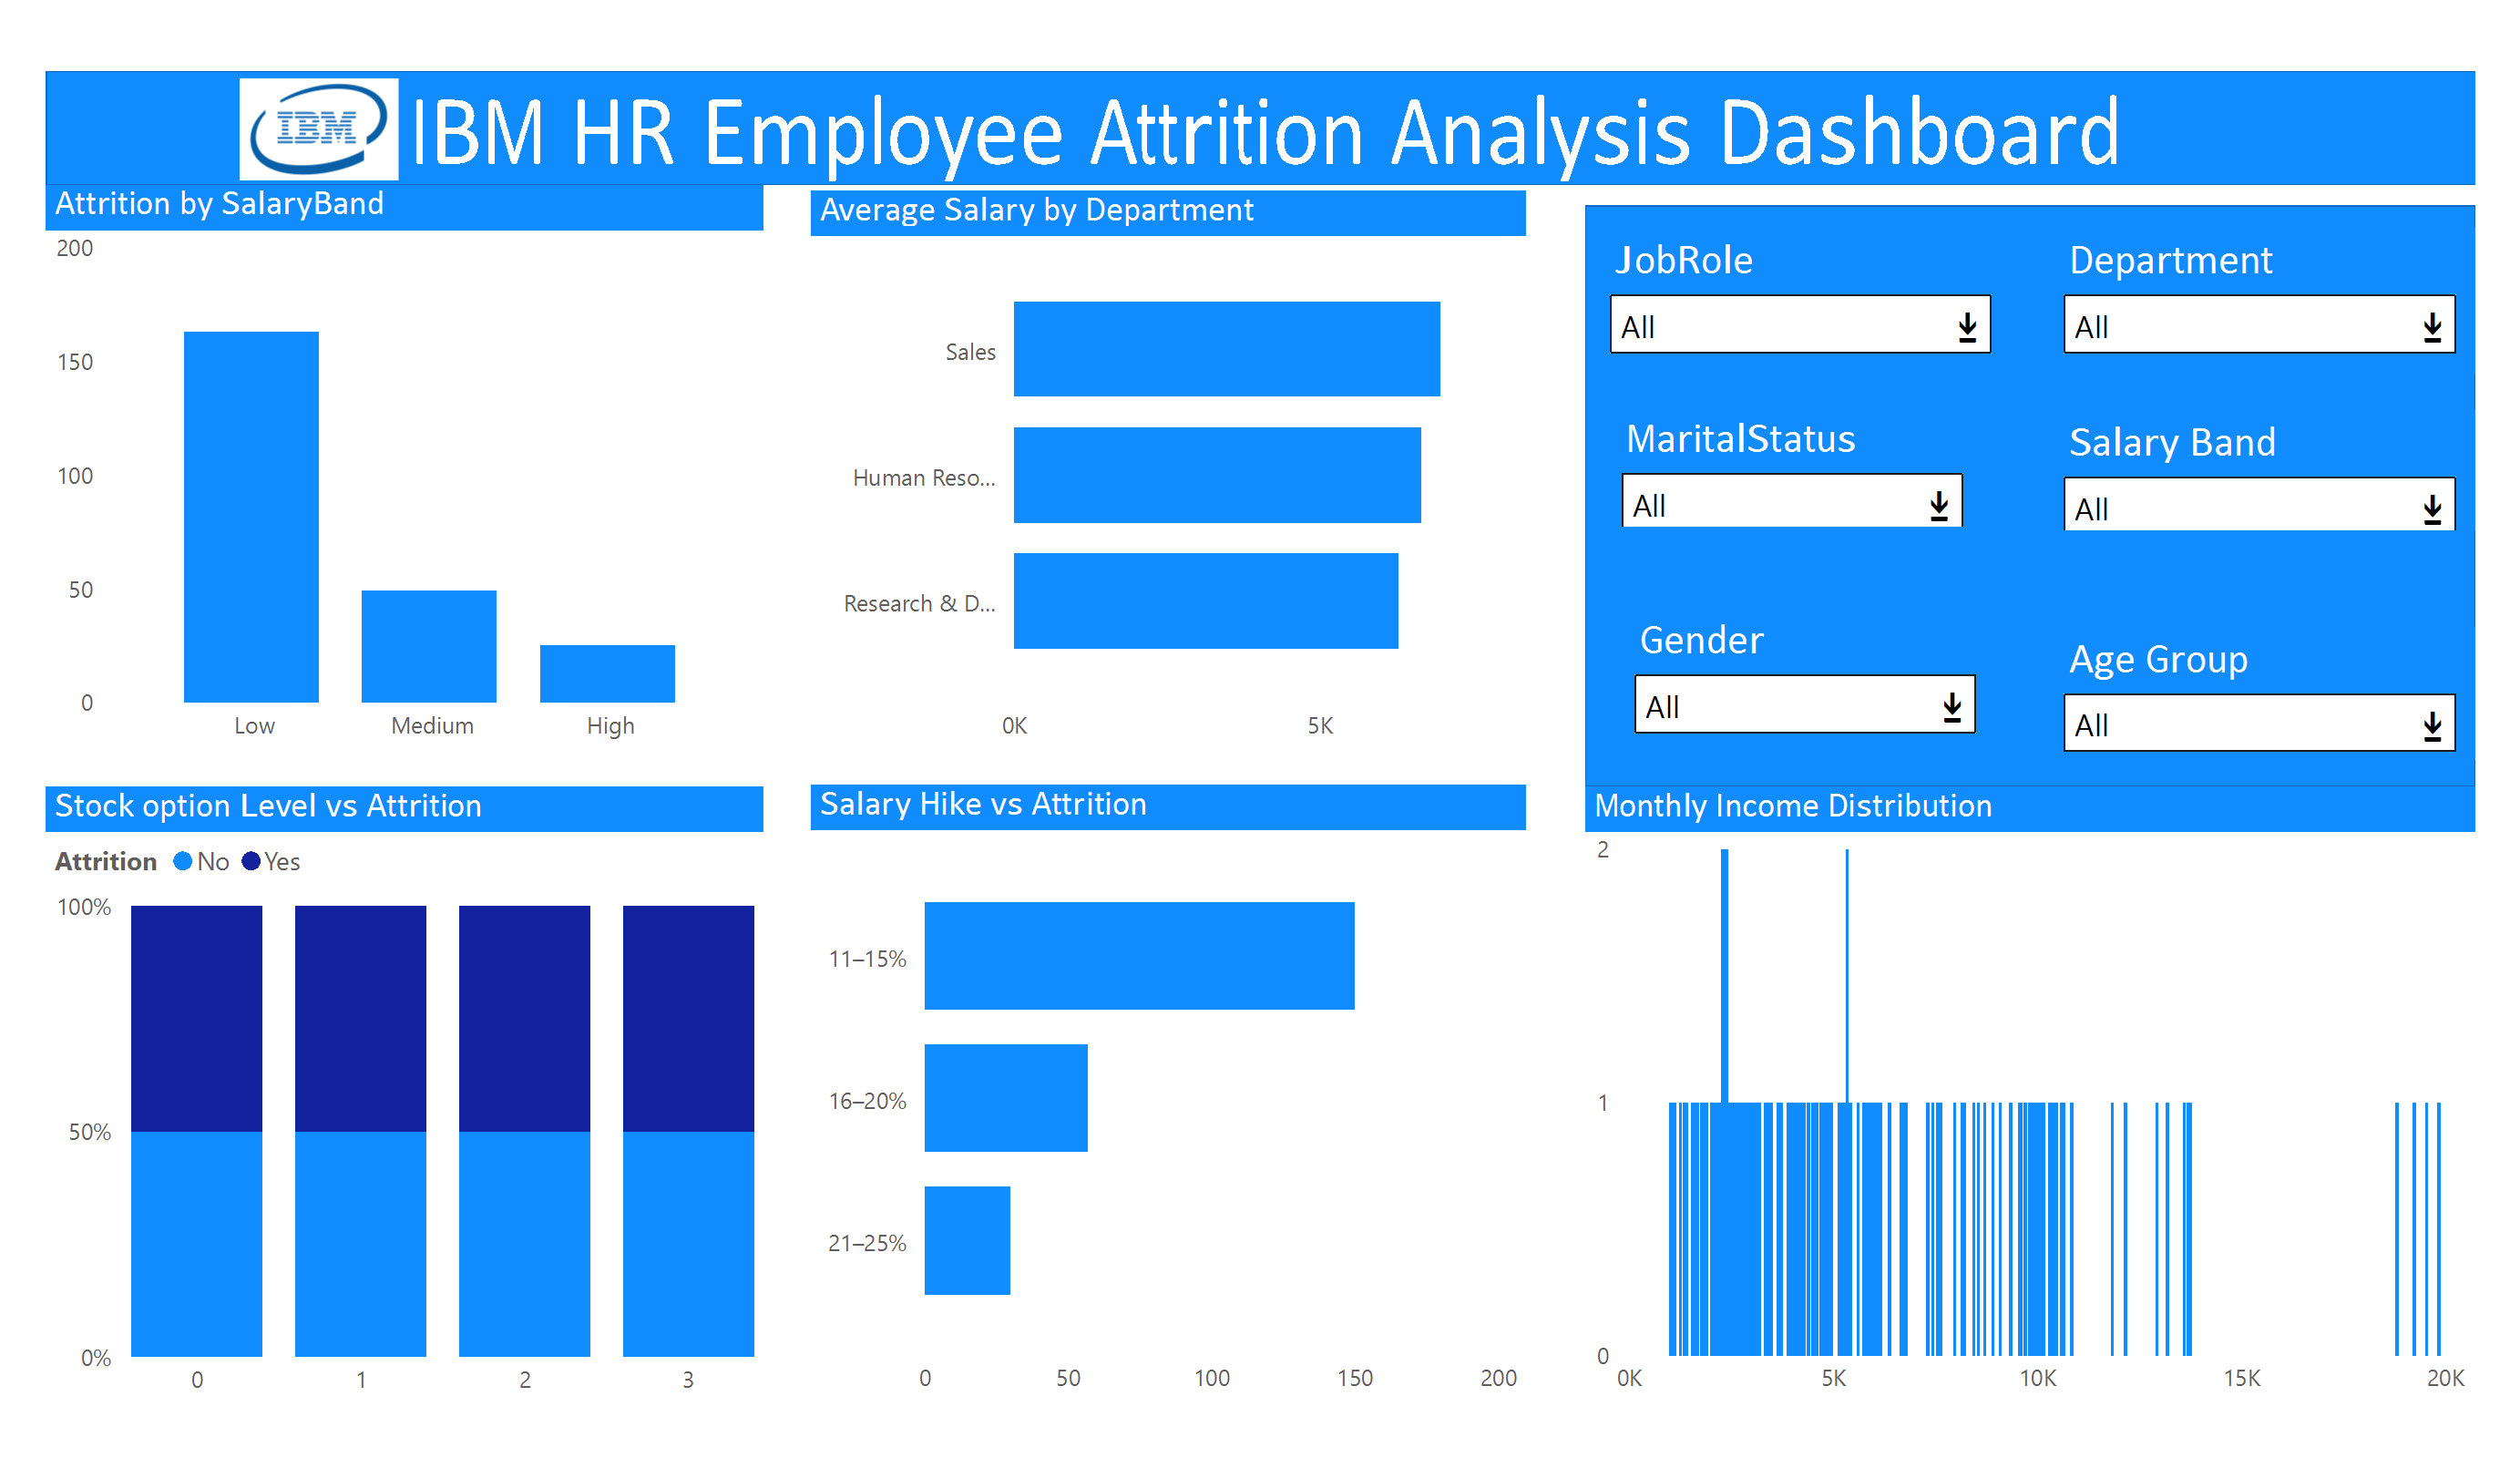 IBM
IBM HR Employee Attrition Analysis Dashboard
Attrition by SalaryBand
200
150
100
50
0
Low Medium High
Average Salary by Department
Sales
Human Reso...
Research & D...
0K 5K
JobRole
All
Department
All
MaritalStatus
All
Salary Band
All
Gender
All
Age Group
All
Stock option Level vs Attrition
Attrition No Yes
100%
50%
0%
0 1 2 3
Salary Hike vs Attrition
11–15%
16–20%
21–25%
0 50 100 150 200
Monthly Income Distribution
2
1
0
0K 5K 10K 15K 20K